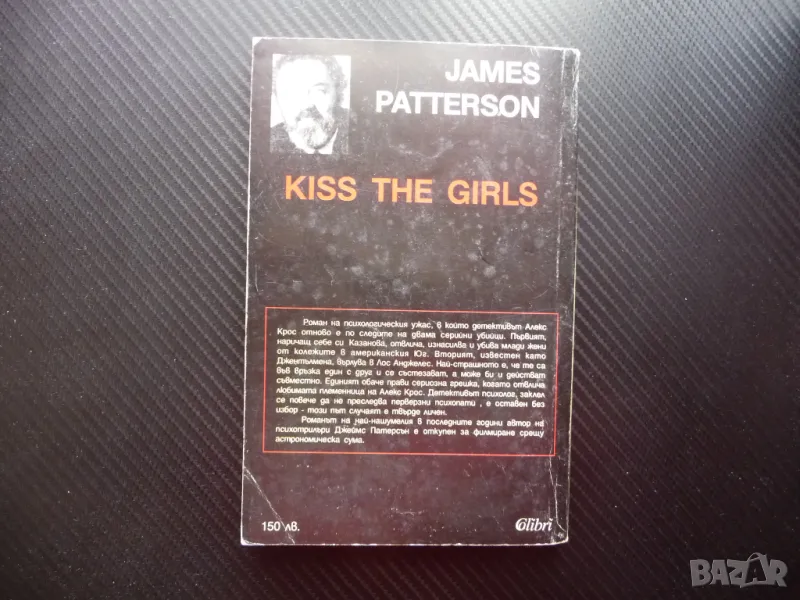 JAMES
PATTERSON
KISS THE GIRLS
Роман на психологическия ужас, в който детективът Алекс
Крос отново е по следите на двама серийни убийци. Първият,
наричащ себе си Казанова, отвлича, изнасилва и убива млади жени
от колежите в американския Юг. Вторият, известен като
Джентълмена, върлува в Лос Анджелес. Най-страшното е, че те са
във връзка един с друг и се състезават, а може би и действат
съвместно. Единият обаче прави сериозна грешка, когато отвлича
любимата племенница на Алекс Крос. Детективът психолог, заклел
се повече да не преследва перверзни психопати , е оставен без
избор - този път случаят е твърде личен.
Романът на най-нашумелия в последните години автор на
психотрилъри Джеймс Патерсън е откупен за филмиране срещу
астрономическа сума.
150 лв.
Colibri
BAZAR